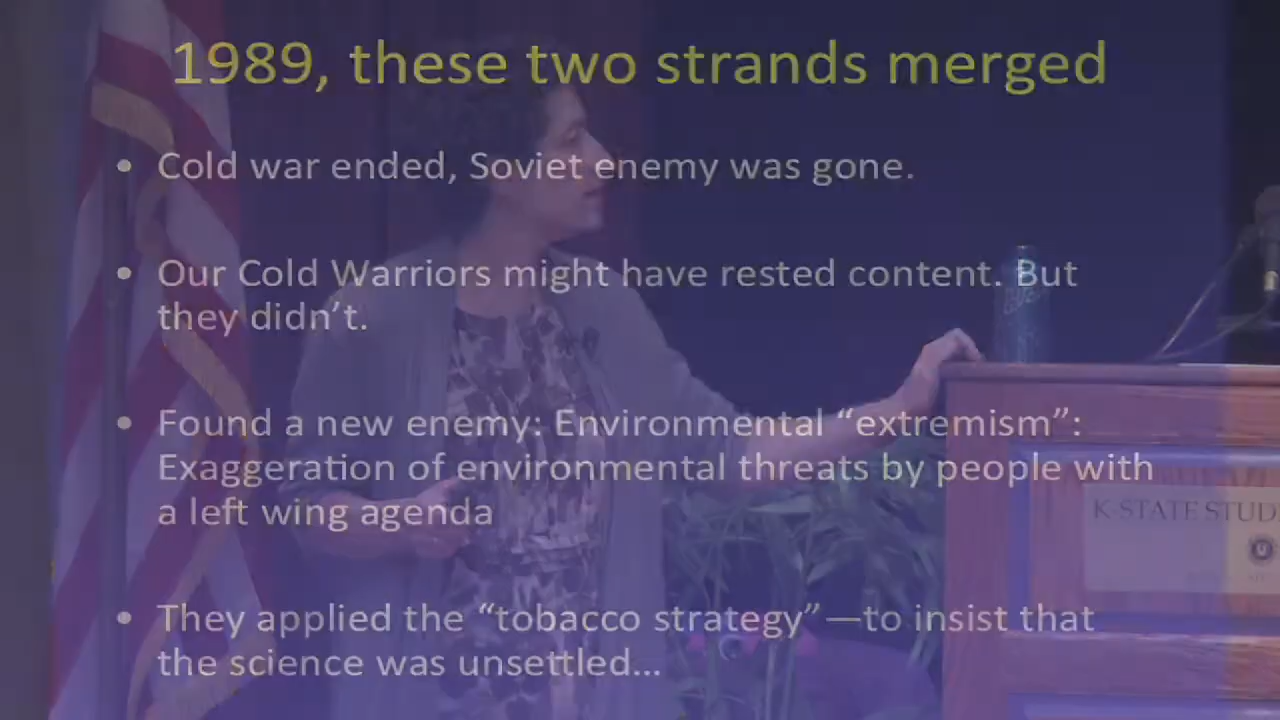 1989, these two strands merged
• Cold war ended, Soviet enemy was gone.
• Our Cold Warriors might have rested content. But
they didn't.
• Found a new enemy: Environmental “extremism”:
Exaggeration of environmental threats by people with
a left wing agenda
• They applied the “tobacco strategy”—to insist that
the science was unsettled...
K-STATE STUD